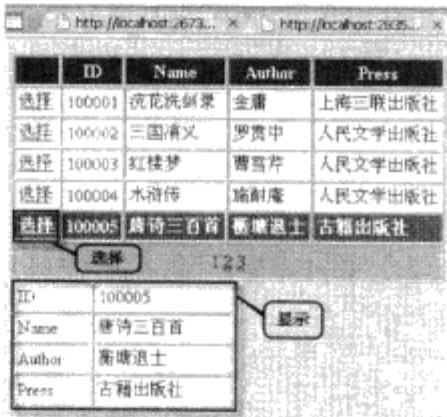 http://localhost:2673... × http://localhost:2635... ×
ID Name Author Press
选择 100001 浣花洗剑录 金庸 上海三联出版社
选择 100002 三国演义 罗贯中 人民文学出版社
选择 100003 红楼梦 曹雪芹 人民文学出版社
选择 100004 水浒传 施耐庵 人民文学出版社
选择 100005 唐诗三百首 蘅塘退士 古籍出版社
选择
1 2 3
ID 100005
显示
Name 唐诗三百首
Author 蘅塘退士
Press 古籍出版社